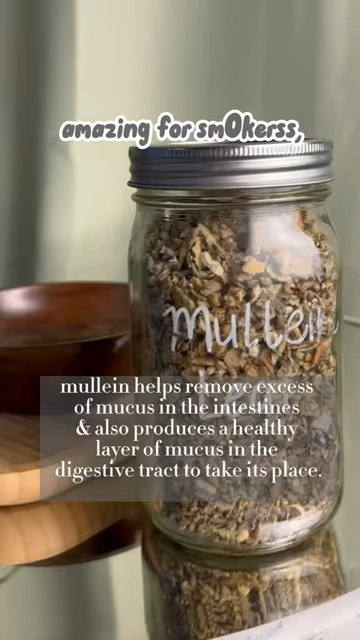 amazing for smOkerss,
mullein
mullein helps remove excess
of mucus in the intestines
& also produces a healthy
layer of mucus in the
digestive tract to take its place.